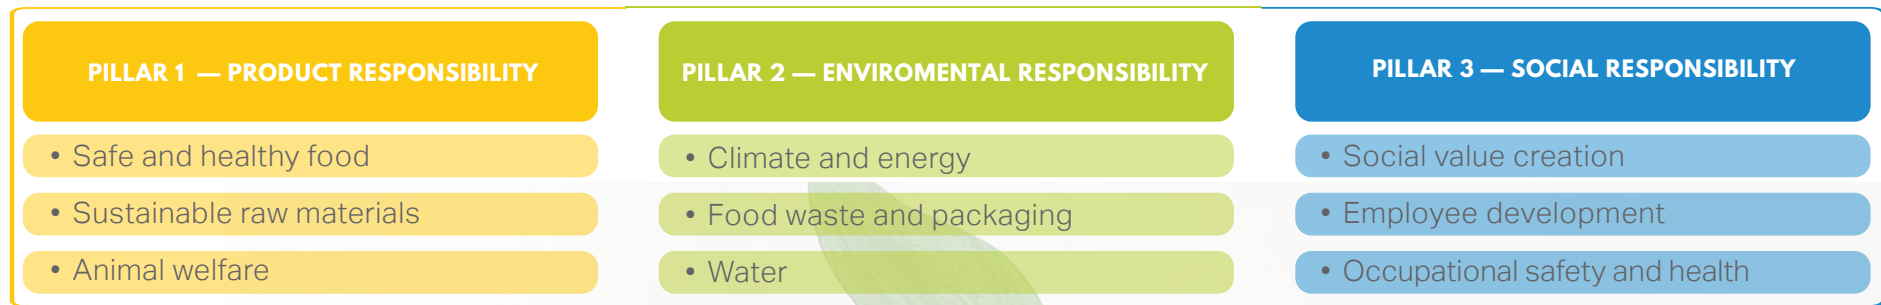 PILLAR 1 — PRODUCT RESPONSIBILITY
• Safe and healthy food
• Sustainable raw materials
• Animal welfare
PILLAR 2 — ENVIROMENTAL RESPONSIBILITY
• Climate and energy
• Food waste and packaging
• Water
PILLAR 3 — SOCIAL RESPONSIBILITY
• Social value creation
• Employee development
• Occupational safety and health